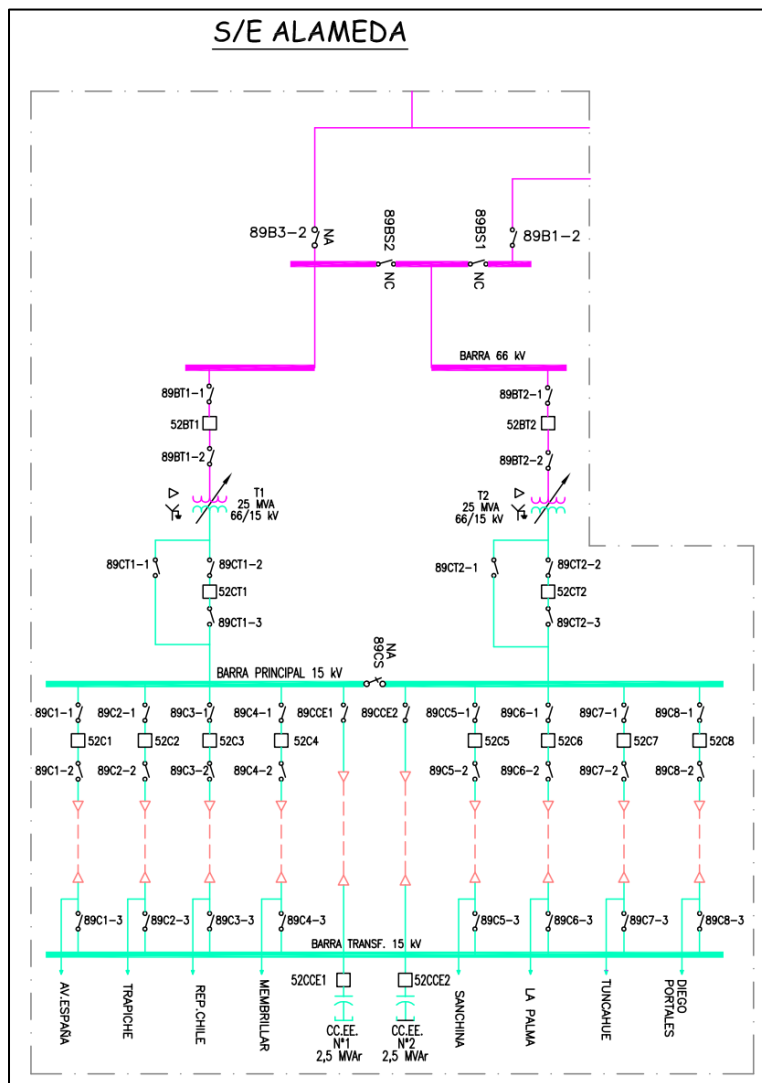 S/E ALAMEDA
89B3-2
NA
89BS2
NC
89BS1
NC
89B1-2
BARRA 66 kV
89BT1-1
52BT1
89BT1-2
T1
25 MVA
66/15 kV
89BT2-1
52BT2
89BT2-2
T2
25 MVA
66/15 kV
89CT1-1
89CT1-2
52CT1
89CT1-3
89CT2-1
89CT2-2
52CT2
89CT2-3
BARRA PRINCIPAL 15 kV
NA
89CS
89C1-1
89C2-1
89C3-1
89C4-1
89CCE1
89CCE2
89CC5-1
89C6-1
89C7-1
89C8-1
52C1
52C2
52C3
52C4
52C5
52C6
52C7
52C8
89C1-2
89C2-2
89C3-2
89C4-2
89C5-2
89C6-2
89C7-2
89C8-2
89C1-3
89C2-3
89C3-3
89C4-3
89C5-3
89C6-3
89C7-3
89C8-3
BARRA TRANSF. 15 kV
AV.ESPAÑA
TRAPICHE
REP.CHILE
MEMBRILLAR
52CCE1
CC.EE.
N°1
2,5 MVAr
52CCE2
CC.EE.
N°2
2,5 MVAr
SANCHINA
LA PALMA
TUNCAHUE
DIEGO
PORTALES